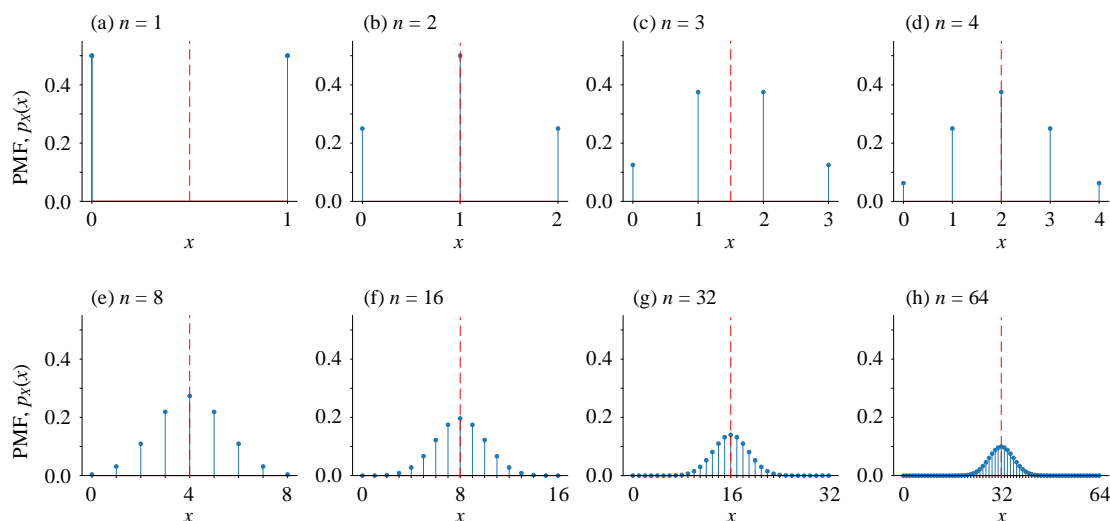 (a) n = 1
(b) n = 2
(c) n = 3
(d) n = 4
PMF, pX(x)
0.4
0.2
0.0
0 1
x
0.4
0.2
0.0
0 1 2
x
0.4
0.2
0.0
0 1 2 3
x
0.4
0.2
0.0
0 1 2 3 4
x
(e) n = 8
(f) n = 16
(g) n = 32
(h) n = 64
PMF, pX(x)
0.4
0.2
0.0
0 4 8
x
0.4
0.2
0.0
0 8 16
x
0.4
0.2
0.0
0 16 32
x
0.4
0.2
0.0
0 32 64
x